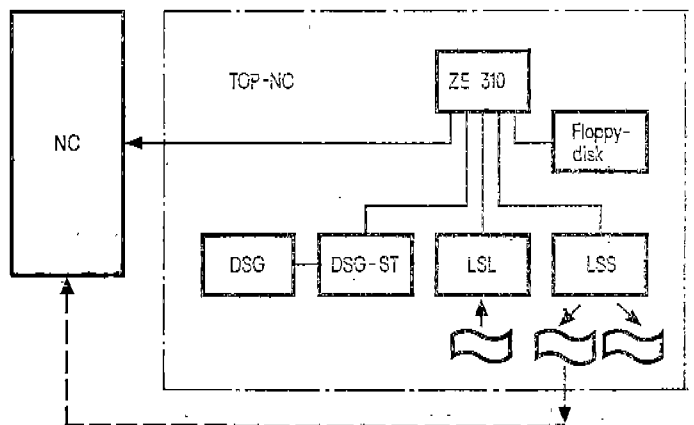 TOP-NC
ZE 310
NC
Floppy-
disk
DSG
DSG-ST
LSL
LSS